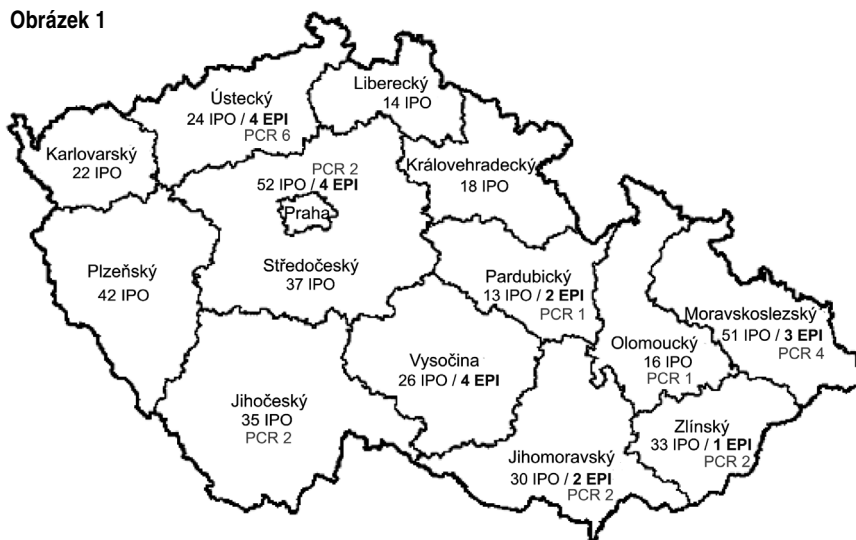 Obrázek 1
Liberecký
14 IPO
Ústecký
24 IPO / 4 EPI
PCR 6
Karlovarský
22 IPO
Královehradecký
18 IPO
PCR 2
52 IPO / 4 EPI
Praha
Středočeský
37 IPO
Plzeňský
42 IPO
Pardubický
13 IPO / 2 EPI
PCR 1
Moravskoslezský
51 IPO / 3 EPI
PCR 4
Olomoucký
16 IPO
PCR 1
Vysočina
26 IPO / 4 EPI
Jihočeský
35 IPO
PCR 2
Zlínský
33 IPO / 1 EPI
PCR 2
Jihomoravský
30 IPO / 2 EPI
PCR 2